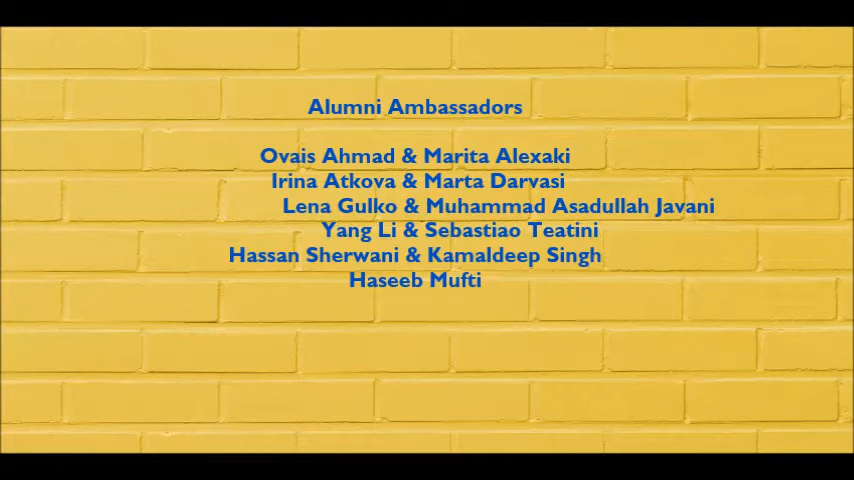 Alumni Ambassadors
Ovais Ahmad & Marita Alexaki
Irina Atkova & Marta Darvasi
Lena Gulko & Muhammad Asadullah Javani
Yang Li & Sebastiao Teatini
Hassan Sherwani & Kamaldeep Singh
Haseeb Mufti